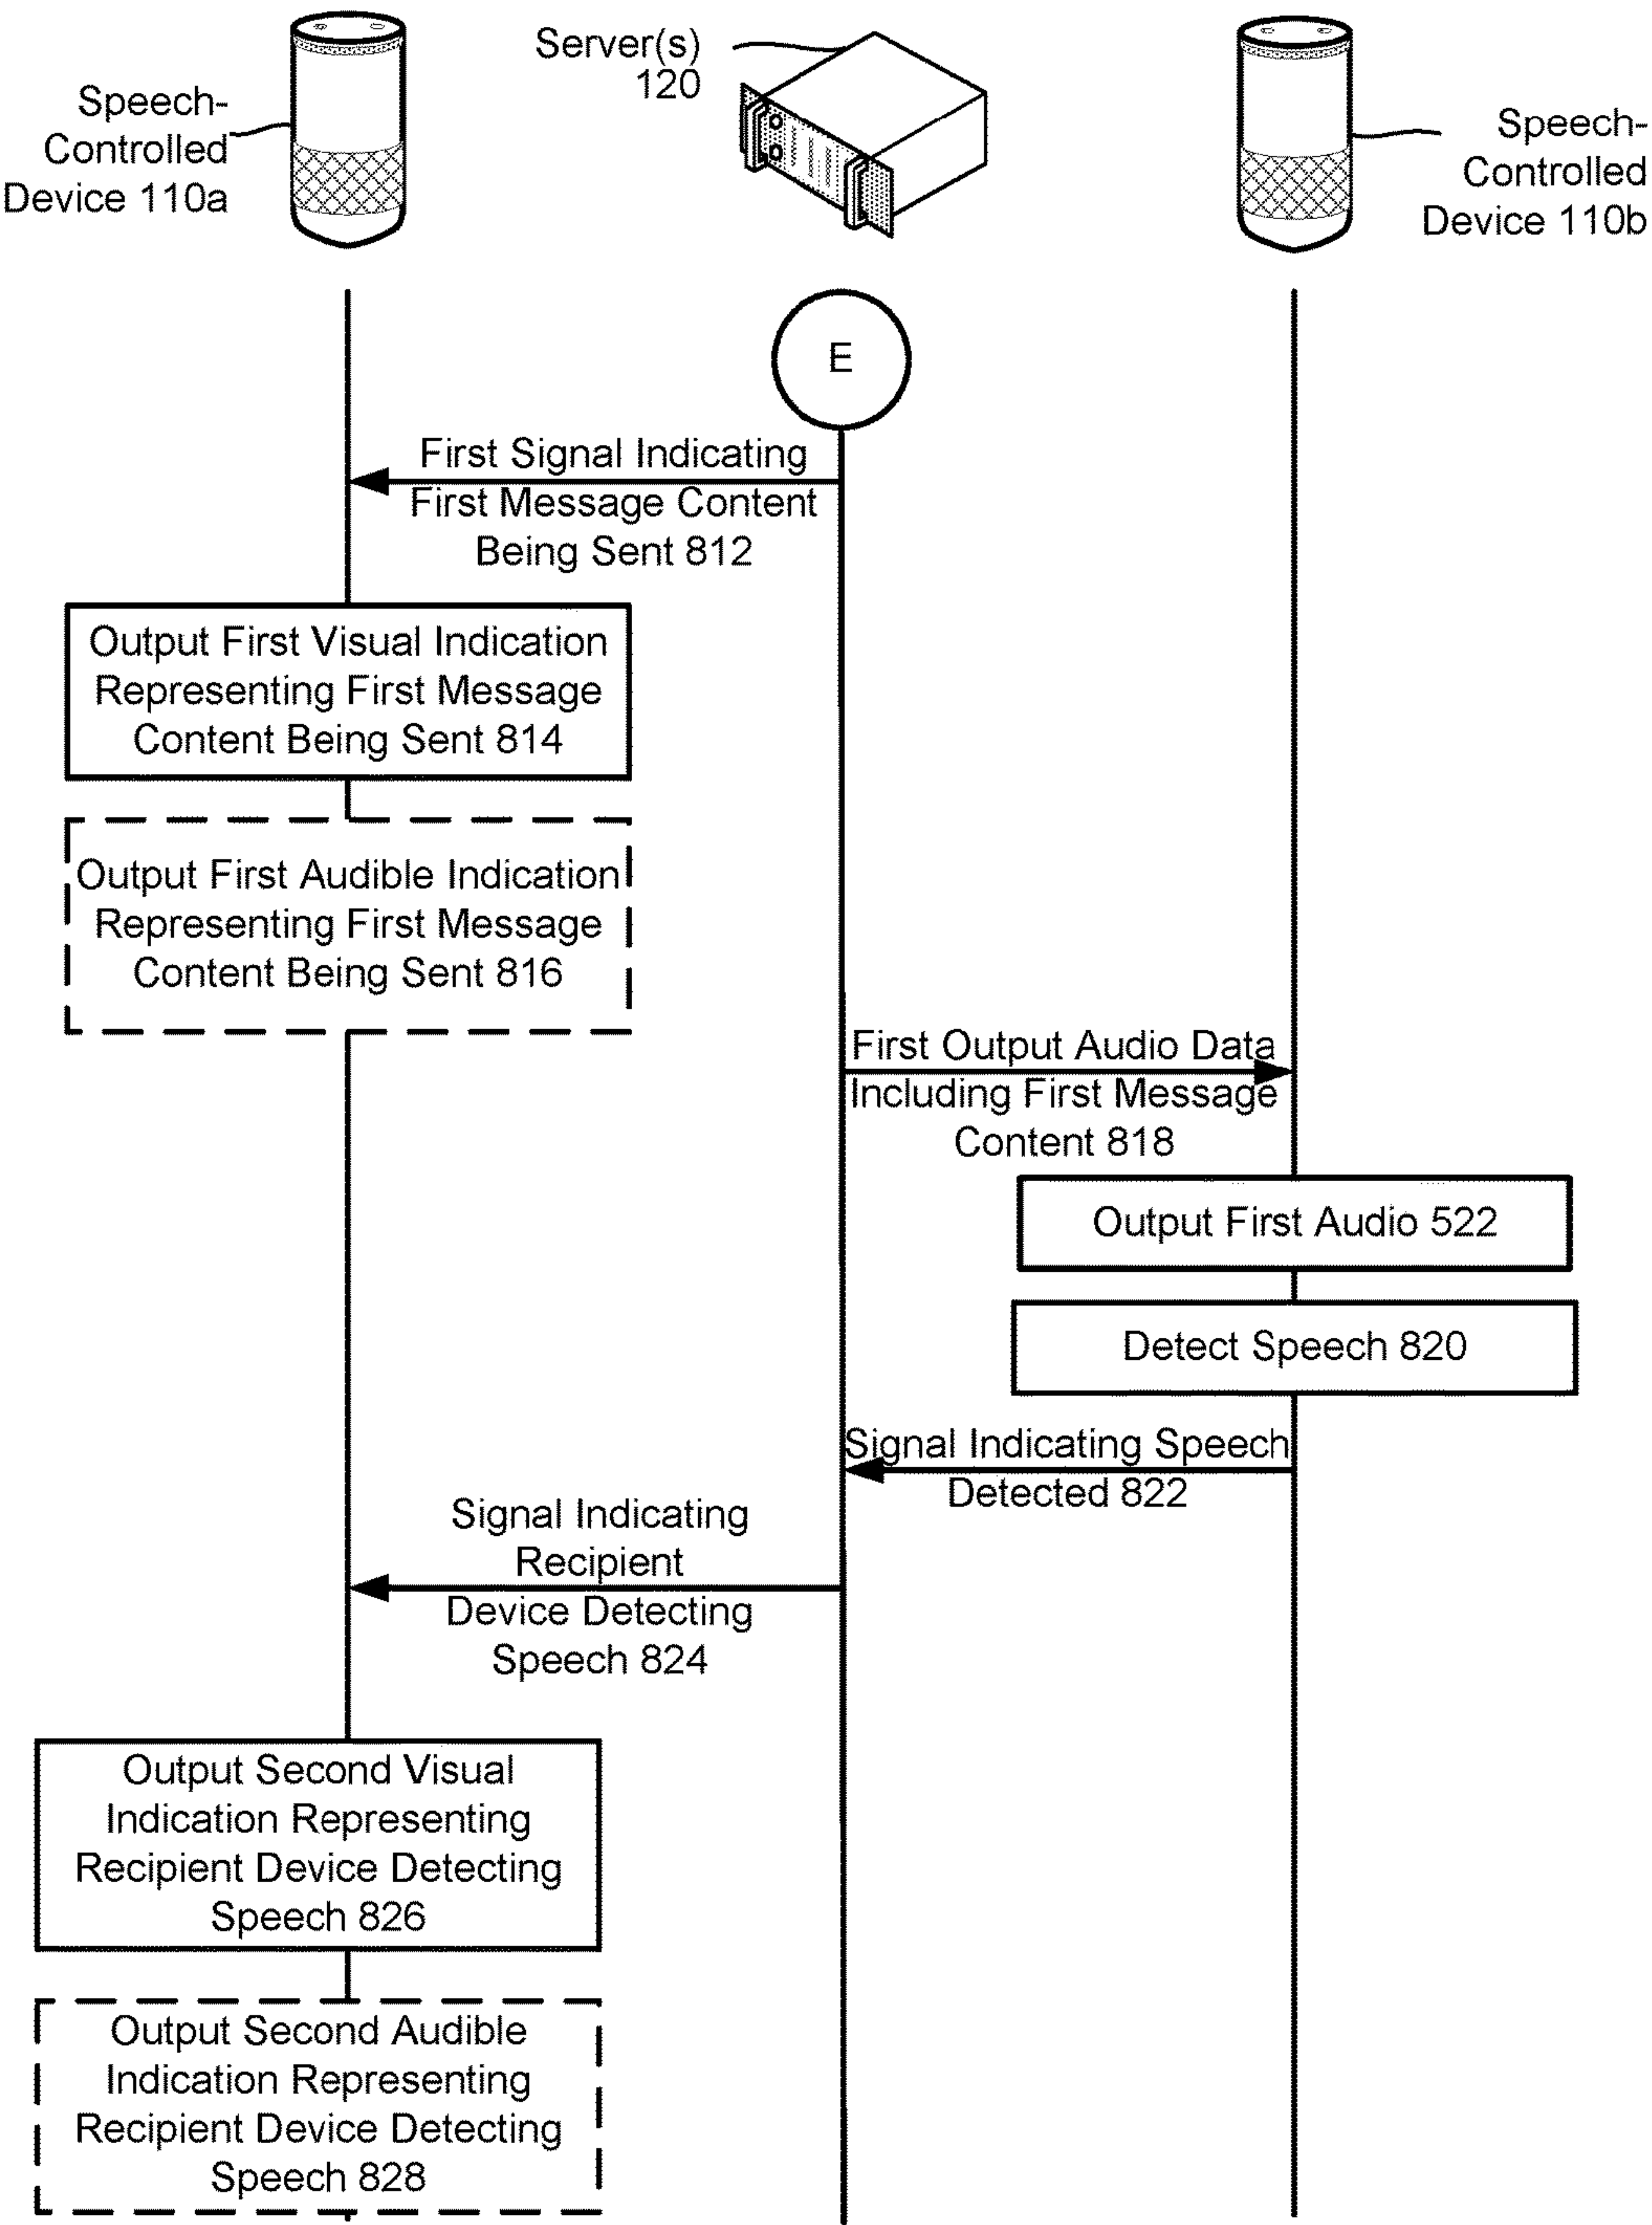 Speech-
Controlled
Device 110a
Server(s)
120
Speech-
Controlled
Device 110b
E
First Signal Indicating
First Message Content
Being Sent 812
Output First Visual Indication
Representing First Message
Content Being Sent 814
Output First Audible Indication
Representing First Message
Content Being Sent 816
First Output Audio Data
Including First Message
Content 818
Output First Audio 522
Detect Speech 820
Signal Indicating Speech
Detected 822
Signal Indicating
Recipient
Device Detecting
Speech 824
Output Second Visual
Indication Representing
Recipient Device Detecting
Speech 826
Output Second Audible
Indication Representing
Recipient Device Detecting
Speech 828